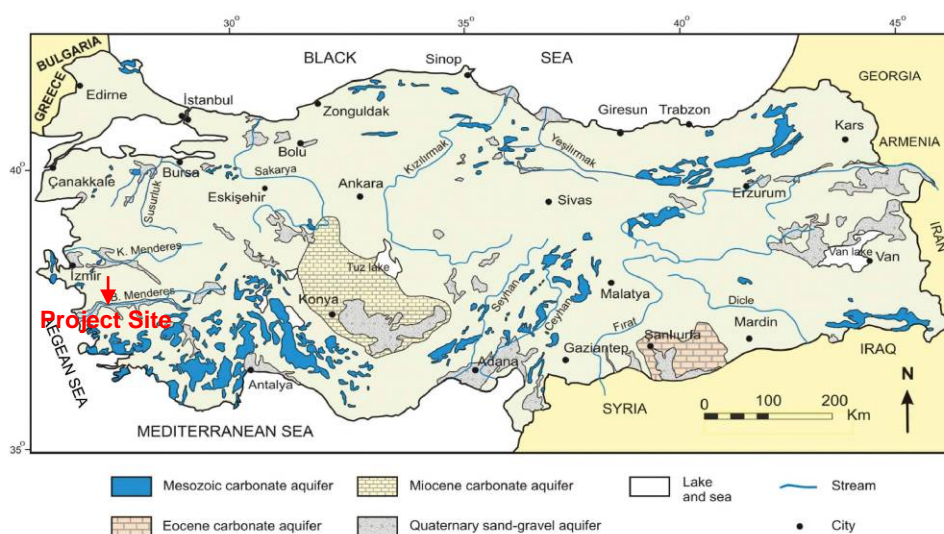 30° 35° 40° 45°
BULGARIA
GREECE
BLACK SEA
Sinop
GEORGIA
Edirne
İstanbul
Zonguldak
Giresun
Trabzon
Kars
ARMENIA
Bolu
Kızılırmak
Yeşilırmak
40°
Çanakkale
Bursa
Sakarya
Susurluk
Eskişehir
Ankara
Sivas
Erzurum
IRAN
K. Menderes
İzmir
Tuz lake
Van lake
Van
B. Menderes
Project Site
Konya
Seyhan
Ceyhan
Malatya
Fırat
Dicle
Mardin
AEGEAN SEA
Şanlıurfa
Gaziantep
Adana
Antalya
IRAQ
SYRIA
N
MEDITERRANEAN SEA
0 100 200
Km
35°
Mesozoic carbonate aquifer
Miocene carbonate aquifer
Lake
and sea
Stream
Eocene carbonate aquifer
Quaternary sand-gravel aquifer
City